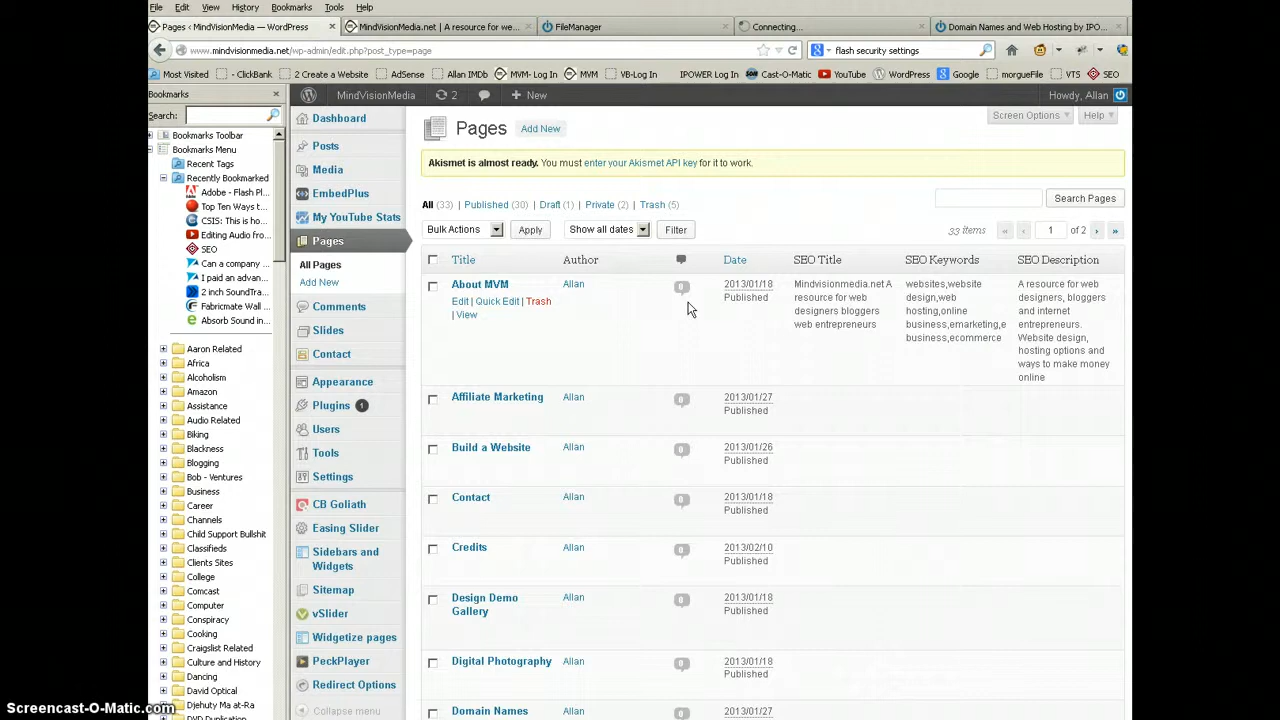 File Edit View History Bookmarks Tools Help
Pages < MindVisionMedia — WordPress × MindVisionMedia.net | A resource for we... × FileManager × Connecting... × Domain Names and Web Hosting by IPO...
www.mindvisionmedia.net/wp-admin/edit.php?post_type=page
flash security settings
Most Visited - ClickBank 2 Create a Website AdSense Allan IMDb MVM- Log In MVM VB-Log In IPOWER Log In Cast-O-Matic YouTube WordPress Google morgueFile VTS SEO
Bookmarks ×
MindVisionMedia 2 + New Howdy, Allan
Search:
Bookmarks Toolbar
Bookmarks Menu
Recent Tags
Recently Bookmarked
Adobe - Flash Pl...
Top Ten Ways t...
CSIS: This is ho...
Editing Audio fro...
SEO
Can a company ...
I paid an advan...
2 inch SoundTra...
Fabricmate Wall ...
Absorb Sound in...
Aaron Related
Africa
Alcoholism
Amazon
Assistance
Audio Related
Biking
Blackness
Blogging
Bob - Ventures
Business
Career
Channels
Child Support Bullshit
Classifieds
Clients Sites
College
Comcast
Computer
Conspiracy
Cooking
Craigslist Related
Culture and History
Dancing
David Optical
Djehuty Ma at-Ra
DVD Duplication
Dashboard
Posts
Media
EmbedPlus
My YouTube Stats
Pages
All Pages
Add New
Comments
Slides
Contact
Appearance
Plugins 1
Users
Tools
Settings
CB Goliath
Easing Slider
Sidebars and
Widgets
Sitemap
vSlider
Widgetize pages
PeckPlayer
Redirect Options
Collapse menu
Screen Options Help
Pages Add New
Akismet is almost ready. You must enter your Akismet API key for it to work.
All (33) | Published (30) | Draft (1) | Private (2) | Trash (5)
Search Pages
Bulk Actions Apply Show all dates Filter 33 items « ‹ 1 of 2 › »
Title Author Date SEO Title SEO Keywords SEO Description
About MVM Allan 0 2013/01/18 Published
Edit | Quick Edit | Trash
| View
Mindvisionmedia.net A
resource for web
designers bloggers
web entrepreneurs
websites,website
design,web
hosting,online
business,emarketing,e
business,ecommerce
A resource for web
designers, bloggers
and internet
entrepreneurs.
Website design,
hosting options and
ways to make money
online
Affiliate Marketing Allan 0 2013/01/27
Published
Build a Website Allan 0 2013/01/26
Published
Contact Allan 0 2013/01/18
Published
Credits Allan 0 2013/02/10
Published
Design Demo Allan 0 2013/01/18
Gallery Published
Digital Photography Allan 0 2013/01/18
Published
Domain Names Allan 0 2013/01/27
Screencast-O-Matic.com